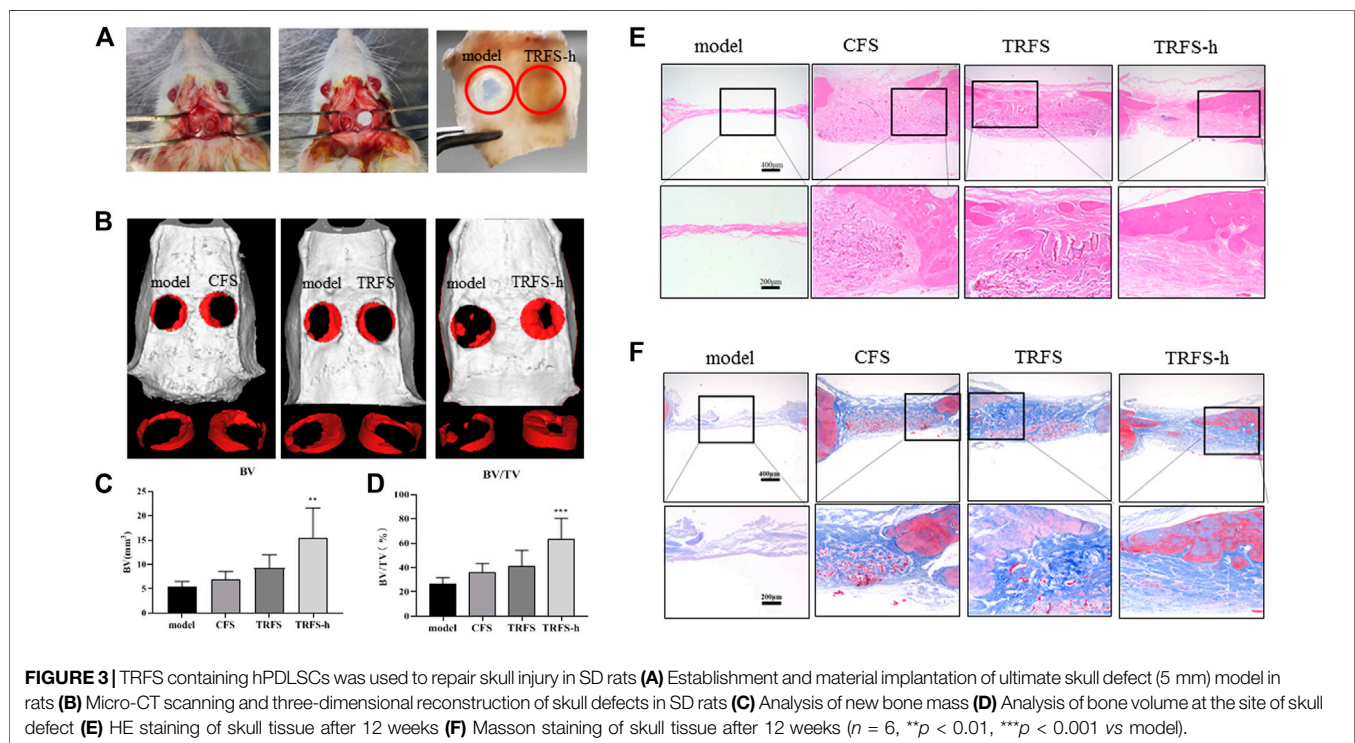 A
model TRFS-h
B
model CFS
model TRFS
model TRFS-h
C
BV
BV(mm³)
25
20
15
10
5
0
**
model CFS TRFS TRFS-h
D
BV/TV
BV/TV（%）
100
80
60
40
20
0
***
model CFS TRFS TRFS-h
E
model CFS TRFS TRFS-h
400μm
200μm
F
model CFS TRFS TRFS-h
400μm
200μm
FIGURE 3 | TRFS containing hPDLSCs was used to repair skull injury in SD rats (A) Establishment and material implantation of ultimate skull defect (5 mm) model in
rats (B) Micro-CT scanning and three-dimensional reconstruction of skull defects in SD rats (C) Analysis of new bone mass (D) Analysis of bone volume at the site of skull
defect (E) HE staining of skull tissue after 12 weeks (F) Masson staining of skull tissue after 12 weeks (n = 6, **p < 0.01, ***p < 0.001 vs model).